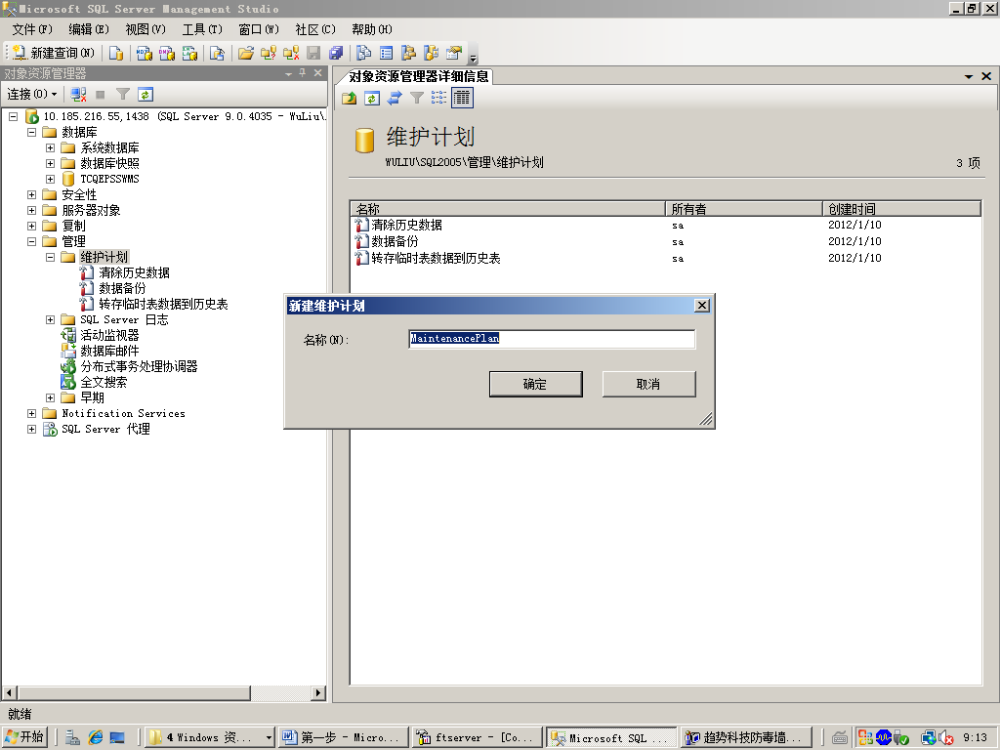 Microsoft SQL Server Management Studio
文件(F) 编辑(E) 视图(V) 工具(T) 窗口(W) 社区(C) 帮助(H)
新建查询(N)
对象资源管理器
连接(O)
10.185.216.55,1438 (SQL Server 9.0.4035 - WuLiu\
数据库
系统数据库
数据库快照
TCQEPSSWMS
安全性
服务器对象
复制
管理
维护计划
清除历史数据
数据备份
转存临时表数据到历史表
SQL Server 日志
活动监视器
数据库邮件
分布式事务处理协调器
全文搜索
早期
Notification Services
SQL Server 代理
对象资源管理器详细信息
维护计划
WULIU\SQL2005\管理\维护计划
3 项
名称 所有者 创建时间
清除历史数据 sa 2012/1/10
数据备份 sa 2012/1/10
转存临时表数据到历史表 sa 2012/1/10
新建维护计划
名称(N):
MaintenancePlan
确定 取消
就绪
开始 4 Windows 资... 第一步 - Micro... ftserver - [Co... Microsoft SQL ... 趋势科技防毒墙... 9:13